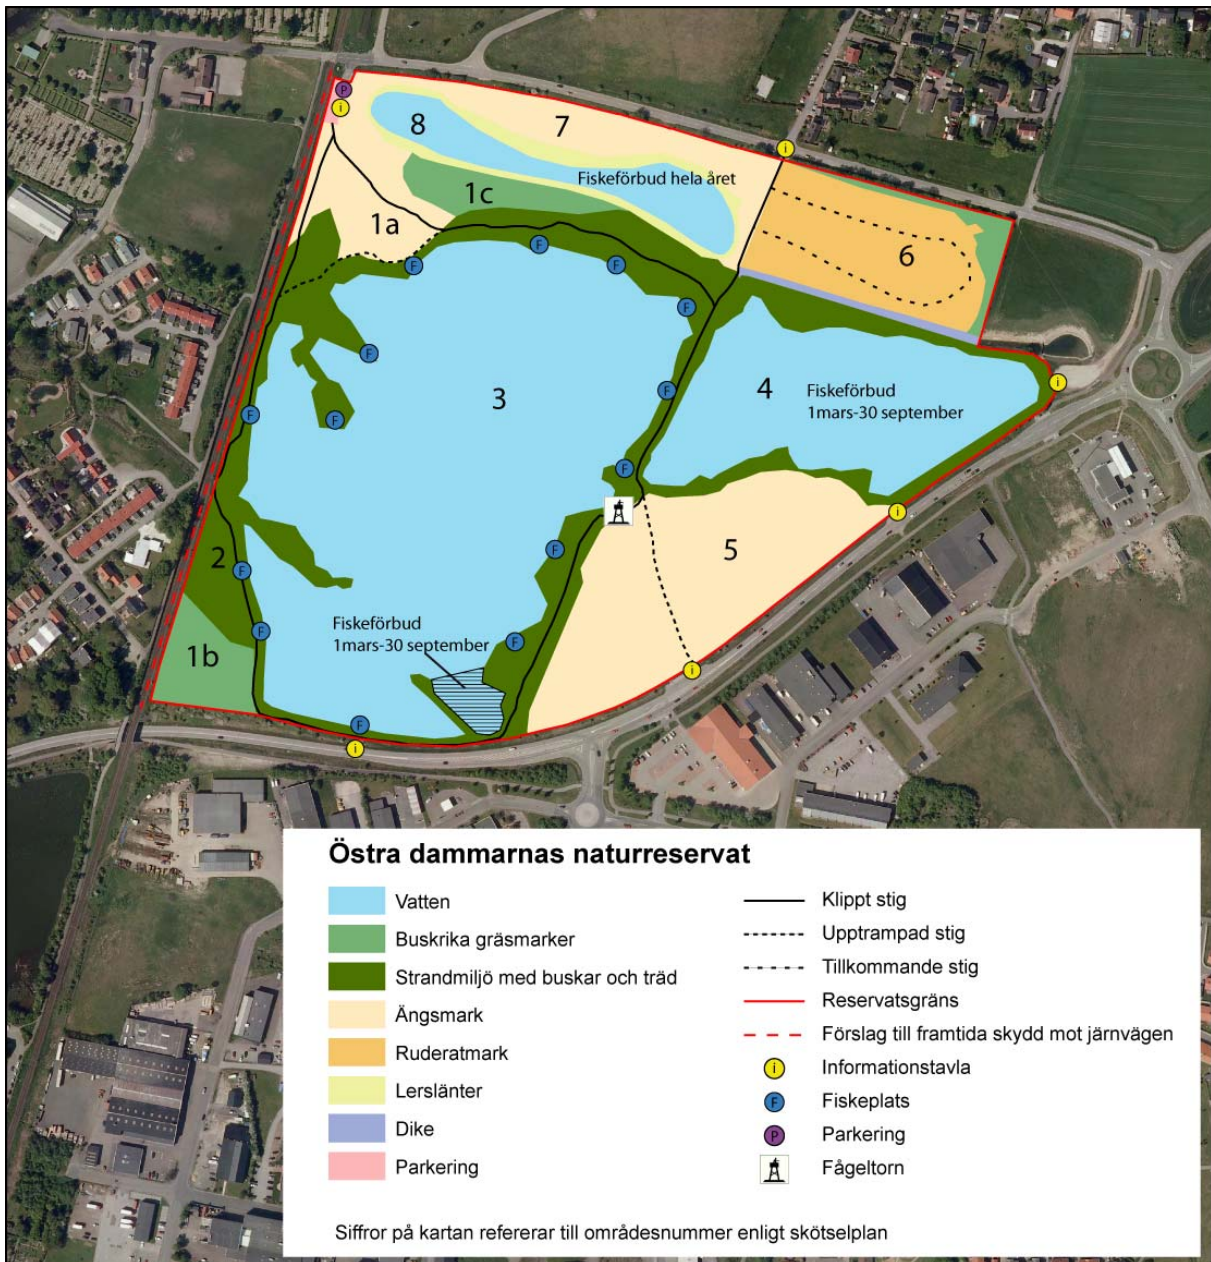 P
i
8
7
i
Fiskeförbud hela året
1c
1a
6
F
F
F
F
F
3
4
Fiskeförbud
1mars-30 september
i
F
F
F
F
F
i
5
F
2
F
Fiskeförbud
1mars-30 september
F
F
1b
i
F
i
Östra dammarnas naturreservat
Vatten
Buskrika gräsmarker
Strandmiljö med buskar och träd
Ängsmark
Ruderatmark
Lerslänter
Dike
Parkering
Klippt stig
Upptrampad stig
Tillkommande stig
Reservatsgräns
Förslag till framtida skydd mot järnvägen
i Informationstavla
F Fiskeplats
P Parkering
Fågeltorn
Siffror på kartan refererar till områdesnummer enligt skötselplan